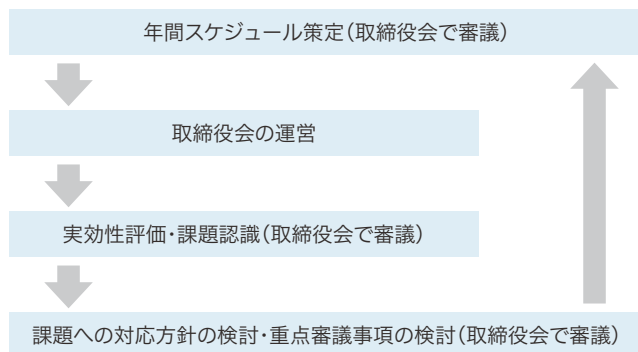 年間スケジュール策定（取締役会で審議）
取締役会の運営
実効性評価・課題認識（取締役会で審議）
課題への対応方針の検討・重点審議事項の検討（取締役会で審議）